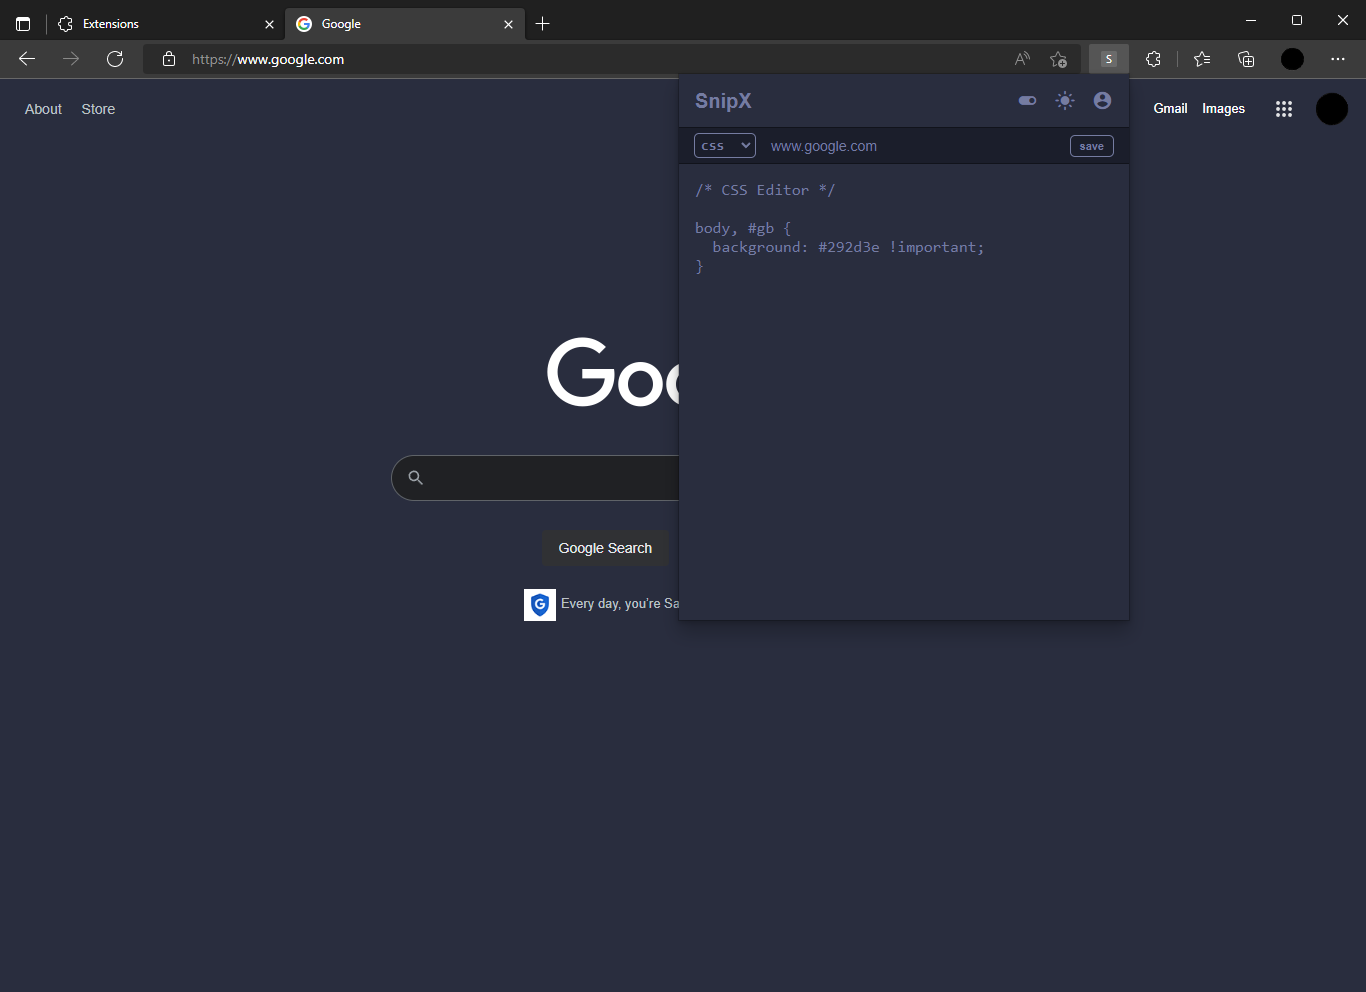 Extensions
Google
https://www.google.com
S
About Store
SnipX
Gmail Images
css
www.google.com
save
/* CSS Editor */
body, #gb {
background: #292d3e !important;
}
Goo
Google Search
G
Every day, you're Sa